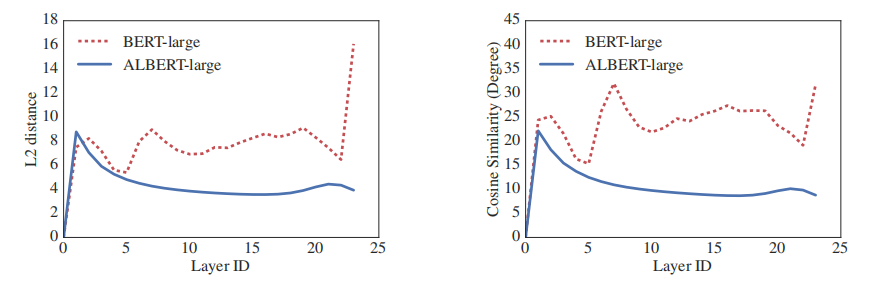 18
16
14
12
10
8
6
4
2
0
L2 distance
BERT-large
ALBERT-large
0 5 10 15 20 25
Layer ID
45
40
35
30
25
20
15
10
5
0
Cosine Similarity (Degree)
BERT-large
ALBERT-large
0 5 10 15 20 25
Layer ID